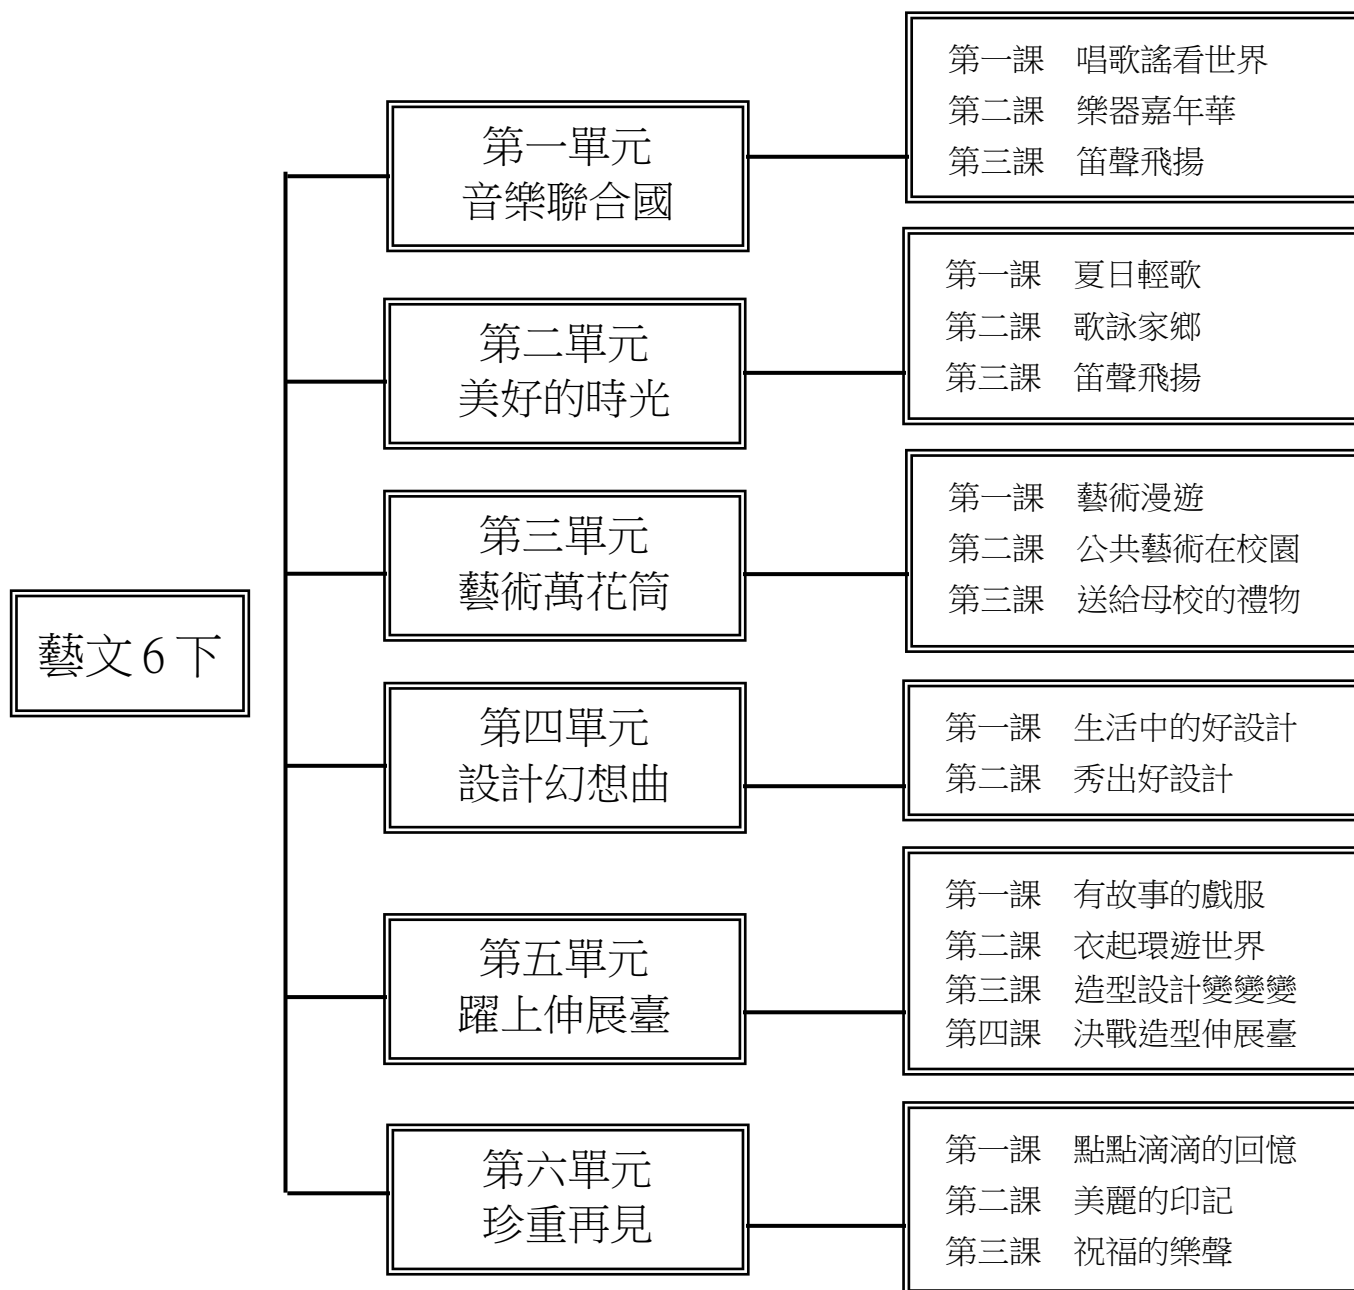 藝文6下
第一單元
音樂聯合國
第一課　唱歌謠看世界
第二課　樂器嘉年華
第三課　笛聲飛揚
第二單元
美好的時光
第一課　夏日輕歌
第二課　歌詠家鄉
第三課　笛聲飛揚
第三單元
藝術萬花筒
第一課　藝術漫遊
第二課　公共藝術在校園
第三課　送給母校的禮物
第四單元
設計幻想曲
第一課　生活中的好設計
第二課　秀出好設計
第五單元
躍上伸展臺
第一課　有故事的戲服
第二課　衣起環遊世界
第三課　造型設計變變變
第四課　決戰造型伸展臺
第六單元
珍重再見
第一課　點點滴滴的回憶
第二課　美麗的印記
第三課　祝福的樂聲